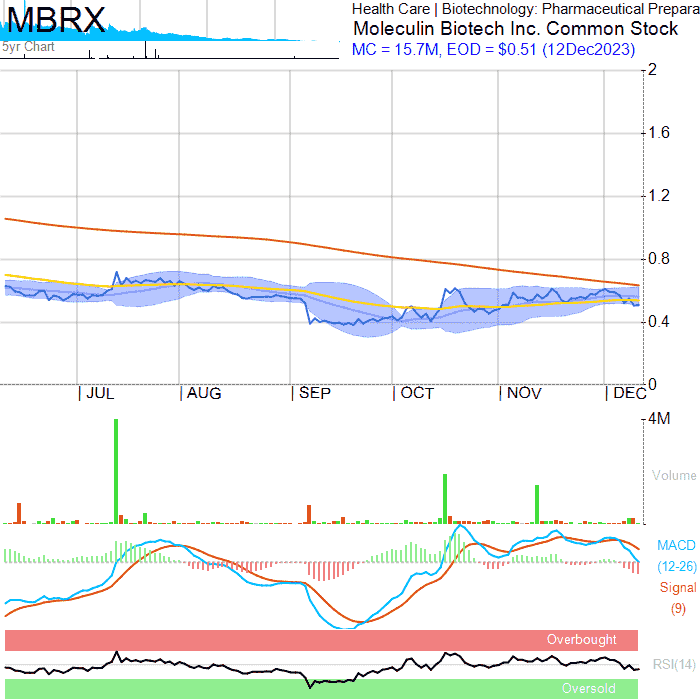 MBRX
Health Care | Biotechnology: Pharmaceutical Prepara
Moleculin Biotech Inc. Common Stock
5yr Chart
MC = 15.7M, EOD = $0.51 (12Dec2023)
2
1.6
1.2
0.8
0.4
0
JUL
AUG
SEP
OCT
NOV
DEC
4M
Volume
MACD
(12-26)
Signal
(9)
Overbought
RSI(14)
Oversold